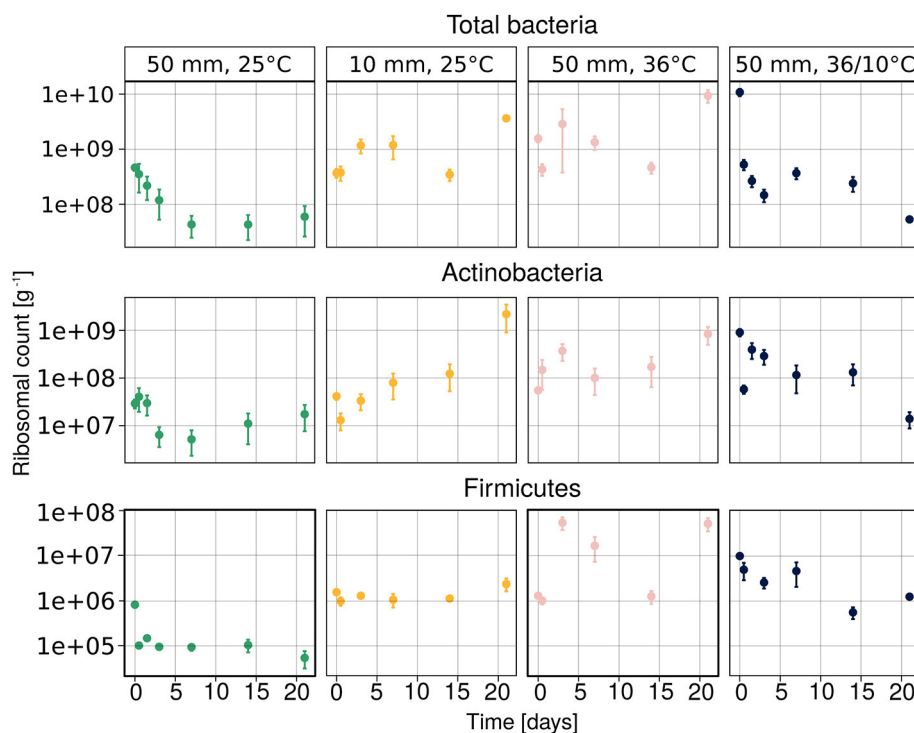 Total bacteria
50 mm, 25°C 10 mm, 25°C 50 mm, 36°C 50 mm, 36/10°C
1e+10
1e+09
1e+08
Actinobacteria
1e+09
1e+08
1e+07
Firmicutes
1e+08
1e+07
1e+06
1e+05
0 5 10 15 20 0 5 10 15 20 0 5 10 15 20 0 5 10 15 20
Time [days]
Ribosomal count [g⁻¹]